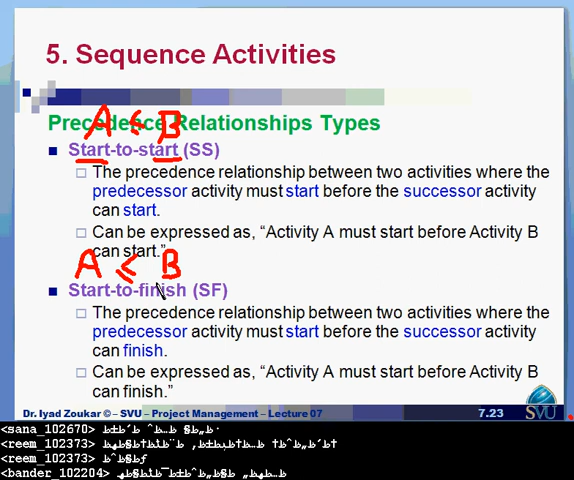 5. Sequence Activities
A ≤ B
Precedence Relationships Types
Start-to-start (SS)
The precedence relationship between two activities where the
predecessor activity must start before the successor activity
can start.
Can be expressed as, “Activity A must start before Activity B
can start.”
A ≤ B
Start-to-finish (SF)
The precedence relationship between two activities where the
predecessor activity must start before the successor activity
can finish.
Can be expressed as, “Activity A must start before Activity B
can finish.”
Dr. Iyad Zoukar © – SVU – Project Management – Lecture 07 7.23 SVU
<sana_102670>
<reem_102373>
<reem_102373>
<bander_102204>